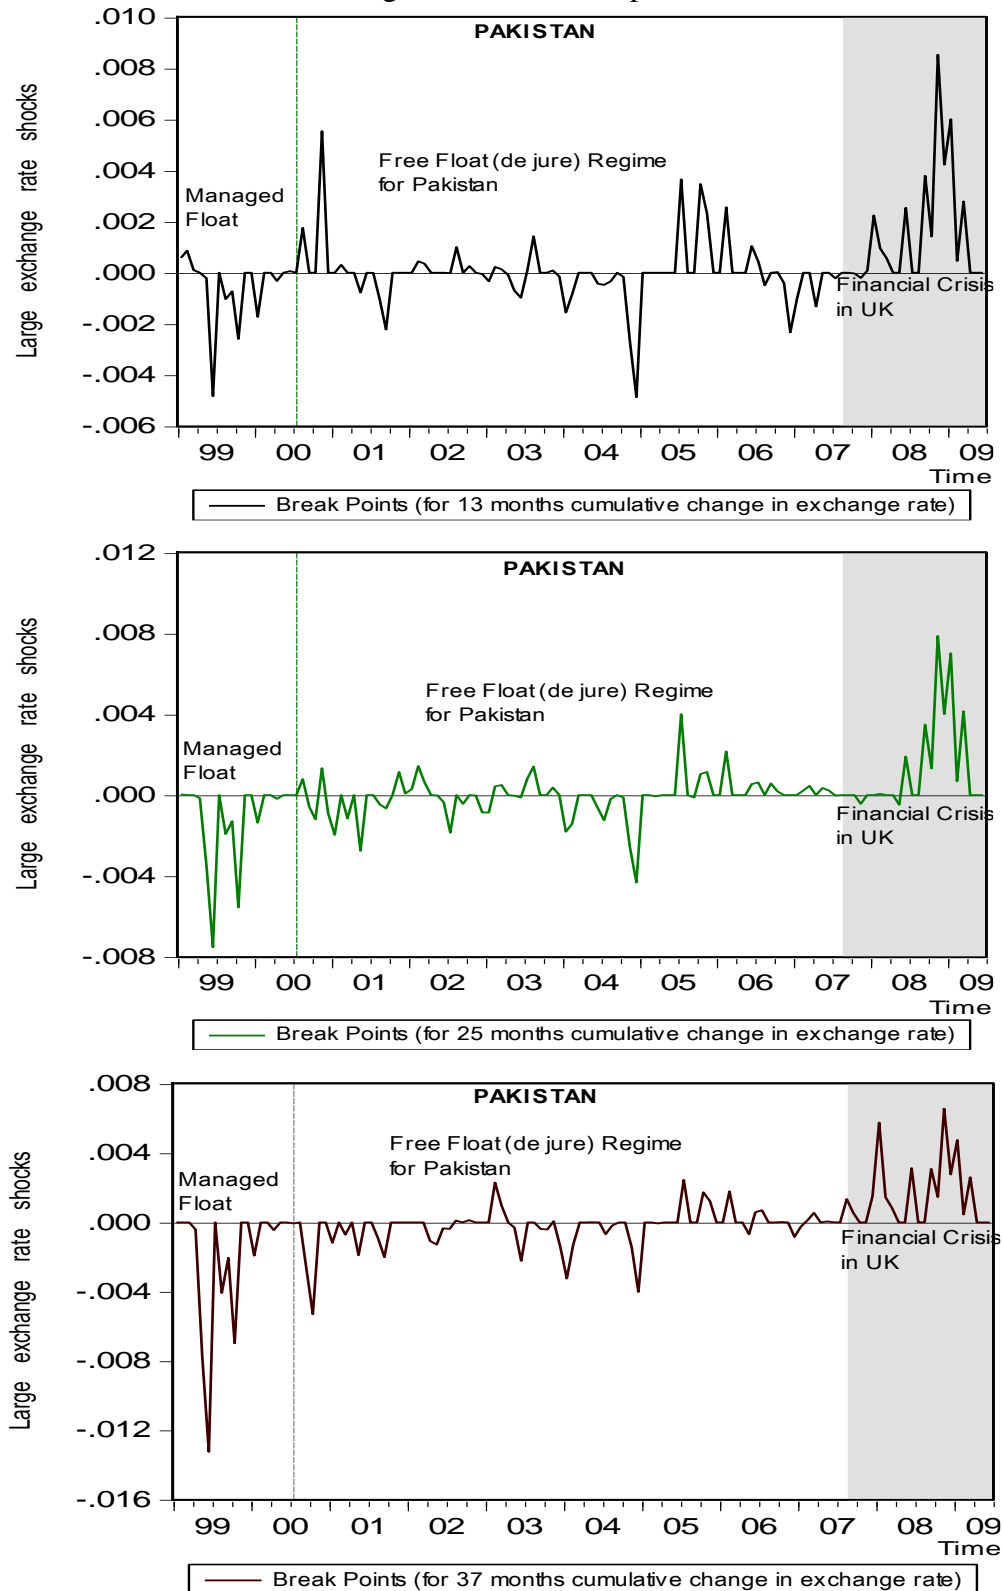 PAKISTAN
.010
.008
.006
.004
.002
.000
-.002
-.004
-.006
Large exchange rate shocks
Managed
Float
Free Float (de jure) Regime
for Pakistan
Financial Crisis
in UK
99 00 01 02 03 04 05 06 07 08 09
Time
Break Points (for 13 months cumulative change in exchange rate)
PAKISTAN
.012
.008
.004
.000
-.004
-.008
Large exchange rate shocks
Managed
Float
Free Float (de jure) Regime
for Pakistan
Financial Crisis
in UK
99 00 01 02 03 04 05 06 07 08 09
Time
Break Points (for 25 months cumulative change in exchange rate)
PAKISTAN
.008
.004
.000
-.004
-.008
-.012
-.016
Large exchange rate shocks
Managed
Float
Free Float (de jure) Regime
for Pakistan
Financial Crisis
in UK
99 00 01 02 03 04 05 06 07 08 09
Time
Break Points (for 37 months cumulative change in exchange rate)